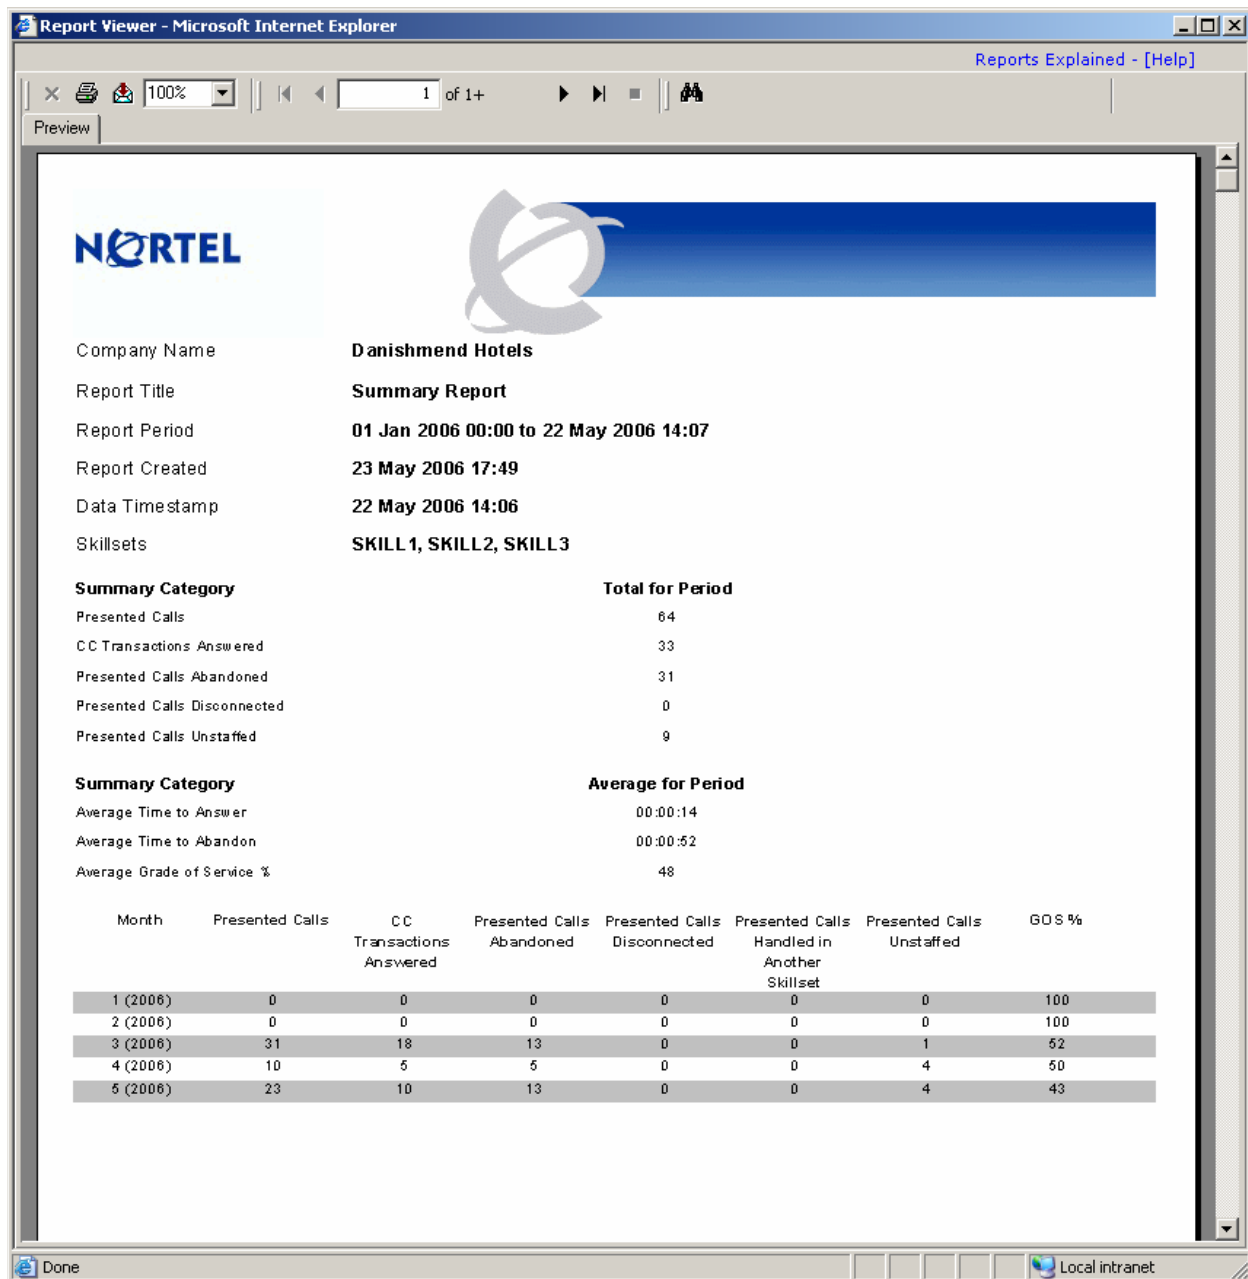 Report Viewer - Microsoft Internet Explorer
Reports Explained - [Help]
100%
1 of 1+
Preview
NORTEL
Company Name Danishmend Hotels
Report Title Summary Report
Report Period 01 Jan 2006 00:00 to 22 May 2006 14:07
Report Created 23 May 2006 17:49
Data Timestamp 22 May 2006 14:06
Skillsets SKILL1, SKILL2, SKILL3
Summary Category Total for Period
Presented Calls 64
CC Transactions Answered 33
Presented Calls Abandoned 31
Presented Calls Disconnected 0
Presented Calls Unstaffed 9
Summary Category Average for Period
Average Time to Answer 00:00:14
Average Time to Abandon 00:00:52
Average Grade of Service % 48
Month Presented Calls CC Presented Calls Presented Calls Presented Calls Presented Calls GOS %
Transactions Abandoned Disconnected Handled in Unstaffed
Answered Another
Skillset
1 (2006) 0 0 0 0 0 0 100
2 (2006) 0 0 0 0 0 0 100
3 (2006) 31 18 13 0 0 1 52
4 (2006) 10 5 5 0 0 4 50
5 (2006) 23 10 13 0 0 4 43
Done Local intranet